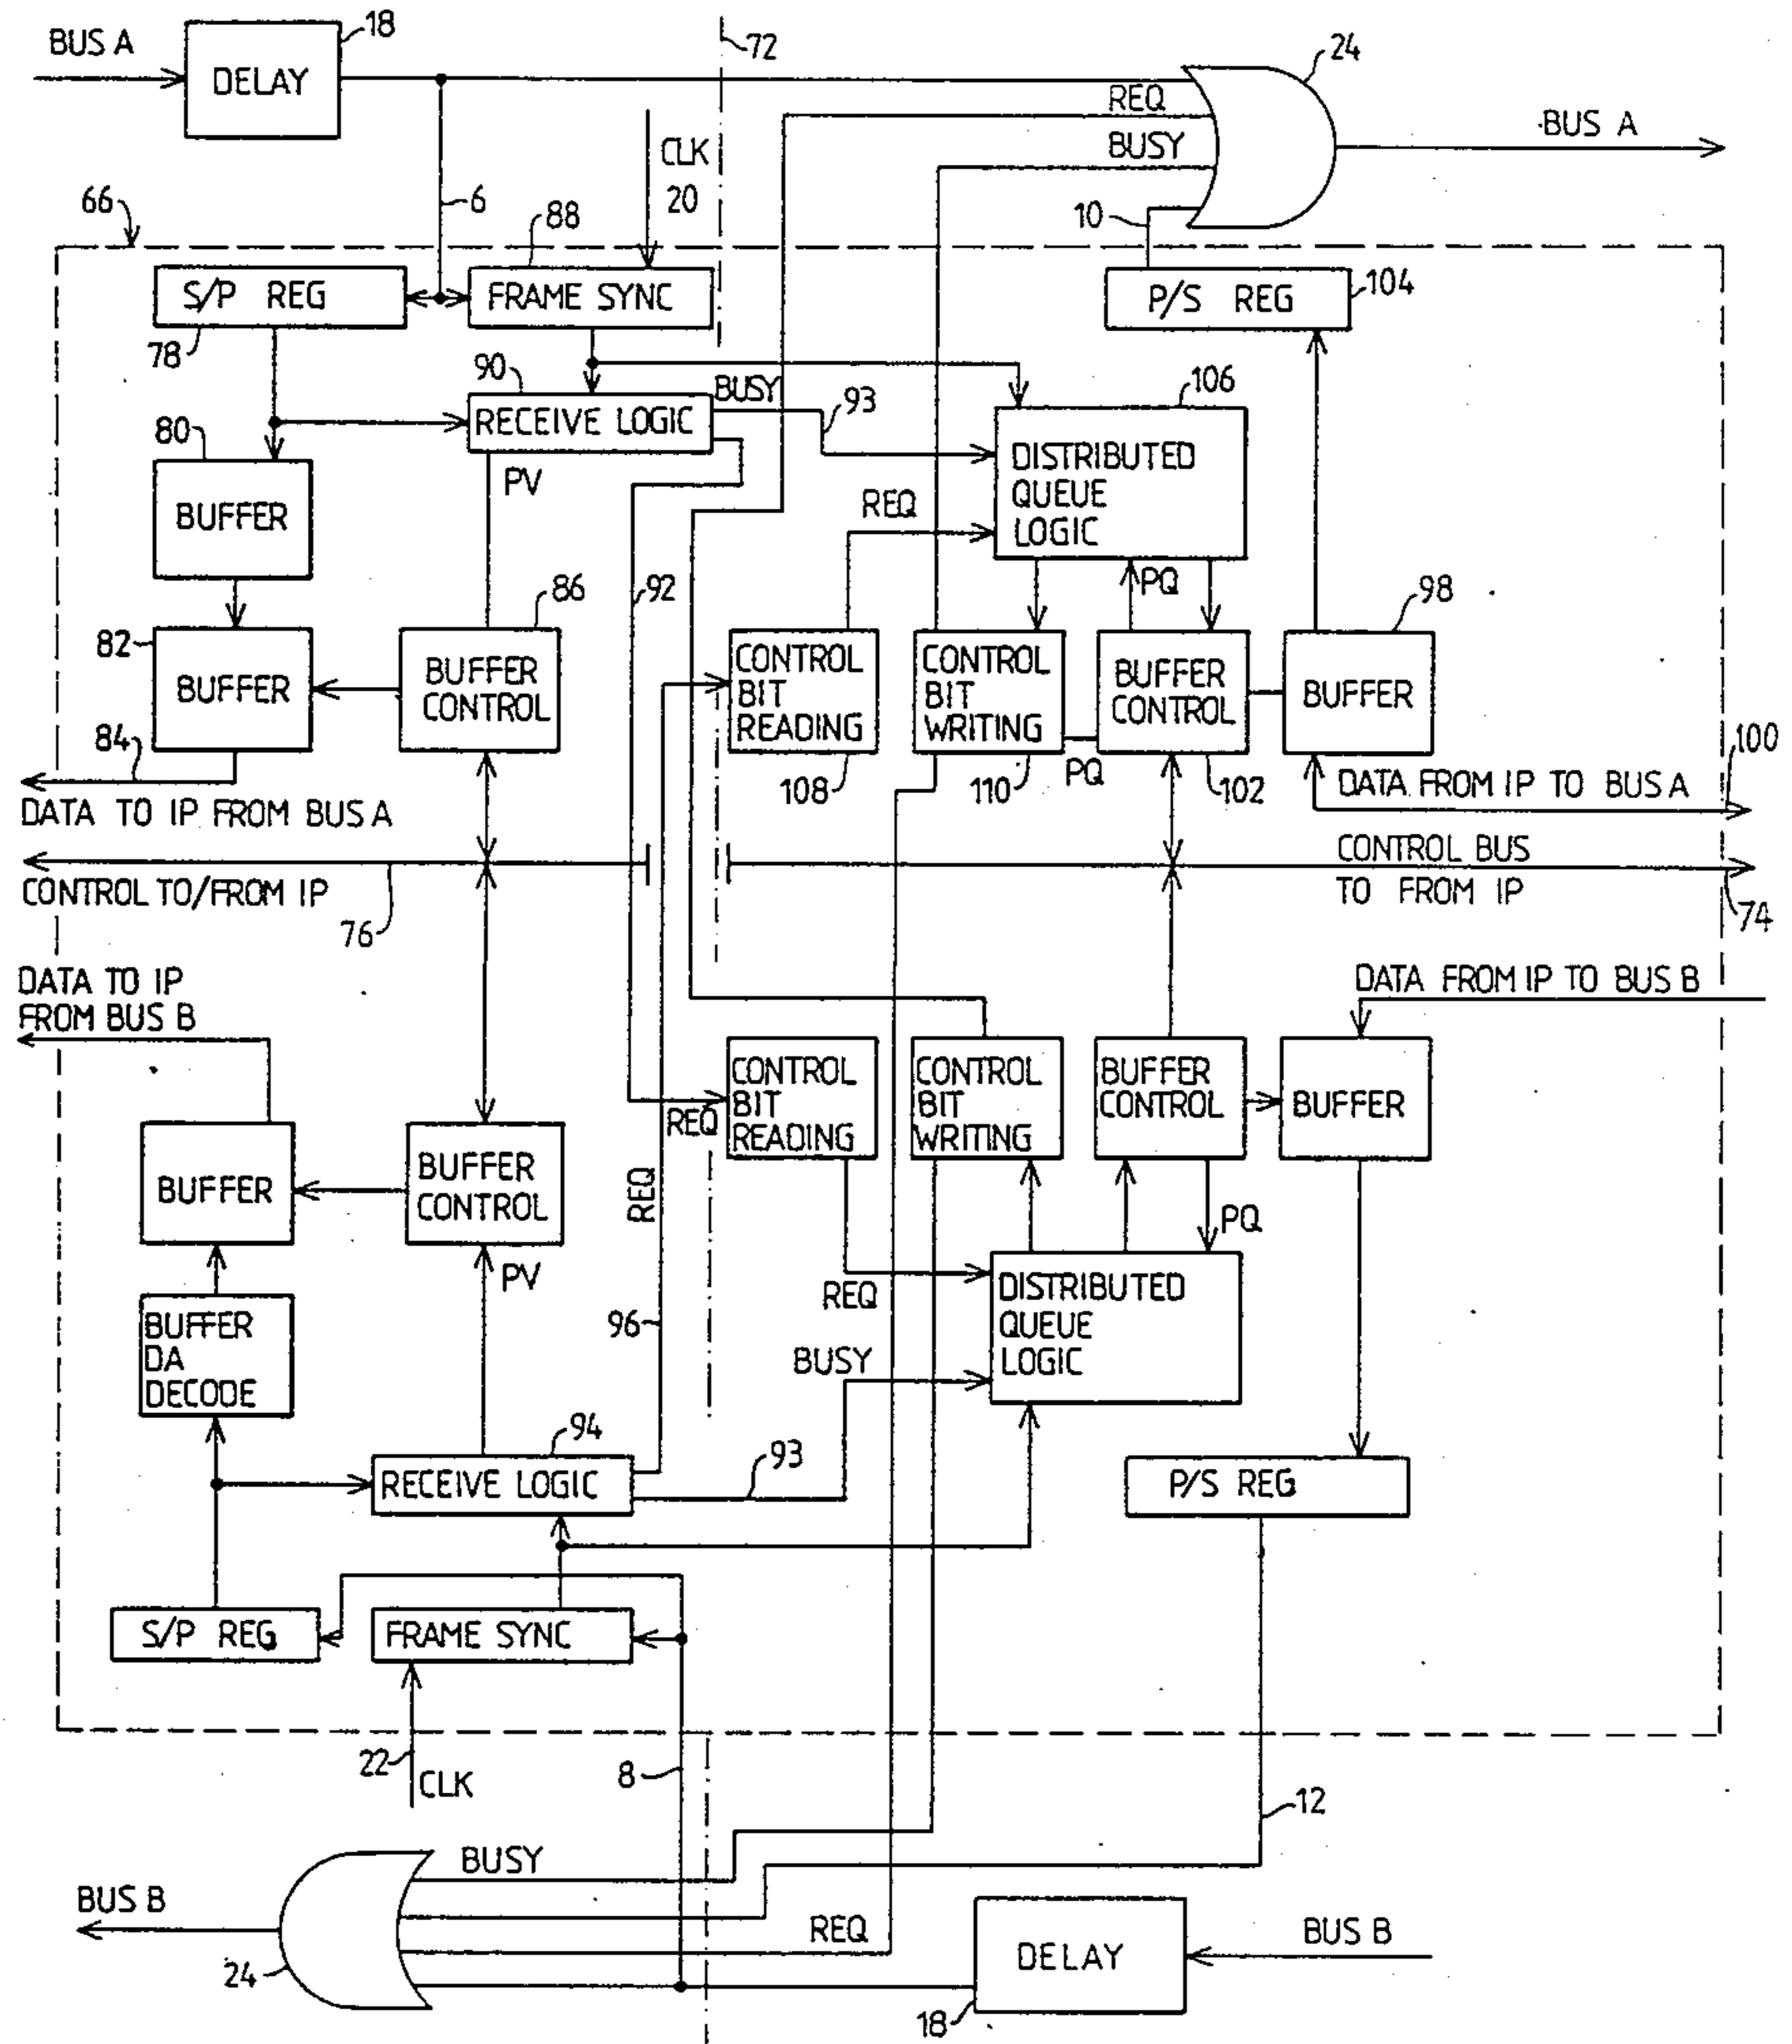 BUS A
18
DELAY
72
24
REQ
BUSY
BUS A
CLK
20
6
66
88
10
S/P REG
FRAME SYNC
P/S REG
104
78
90
BUSY
93
106
RECEIVE LOGIC
80
PV
DISTRIBUTED
QUEUE
LOGIC
REQ
BUFFER
92
86
PQ
98
82
BUFFER
BUFFER
CONTROL
CONTROL
BIT
READING
CONTROL
BIT
WRITING
BUFFER
CONTROL
BUFFER
84
108
110
PQ
102
100
DATA TO IP FROM BUS A
DATA FROM IP TO BUS A
CONTROL TO/FROM IP
CONTROL BUS
TO FROM IP
76
74
DATA TO IP
FROM BUS B
DATA FROM IP TO BUS B
CONTROL
BIT
READING
CONTROL
BIT
WRITING
BUFFER
CONTROL
BUFFER
REQ
BUFFER
BUFFER
CONTROL
REQ
PQ
PV
REQ
DISTRIBUTED
QUEUE
LOGIC
BUFFER
DA
DECODE
96
BUSY
94
93
RECEIVE LOGIC
P/S REG
S/P REG
FRAME SYNC
22
CLK
8
12
BUSY
BUS B
REQ
DELAY
BUS B
24
18